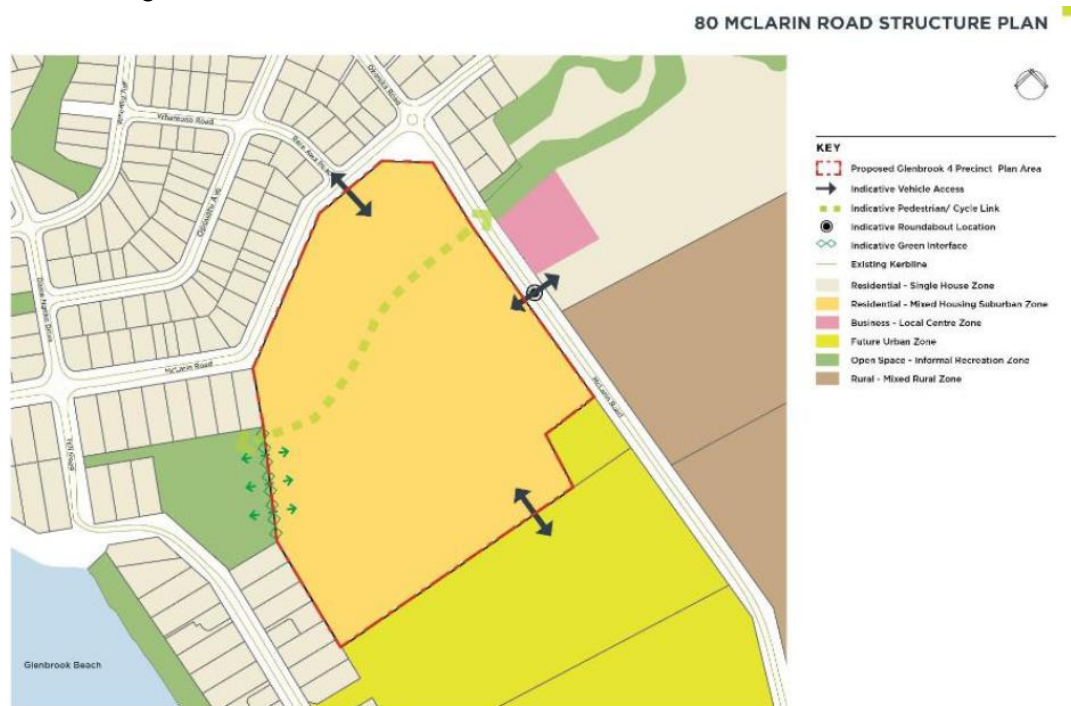 80 MCLARIN ROAD STRUCTURE PLAN
KEY
Proposed Glenbrook 4 Precinct Plan Area
Indicative Vehicle Access
Indicative Pedestrian/ Cycle Link
Indicative Roundabout Location
Indicative Green Interface
Existing Kerbline
Residential - Single House Zone
Residential - Mixed Housing Suburban Zone
Business - Local Centre Zone
Future Urban Zone
Open Space - Informal Recreation Zone
Rural - Mixed Rural Zone
Road
Road
McLarin Road
McLarin Road
Glenbrook Beach